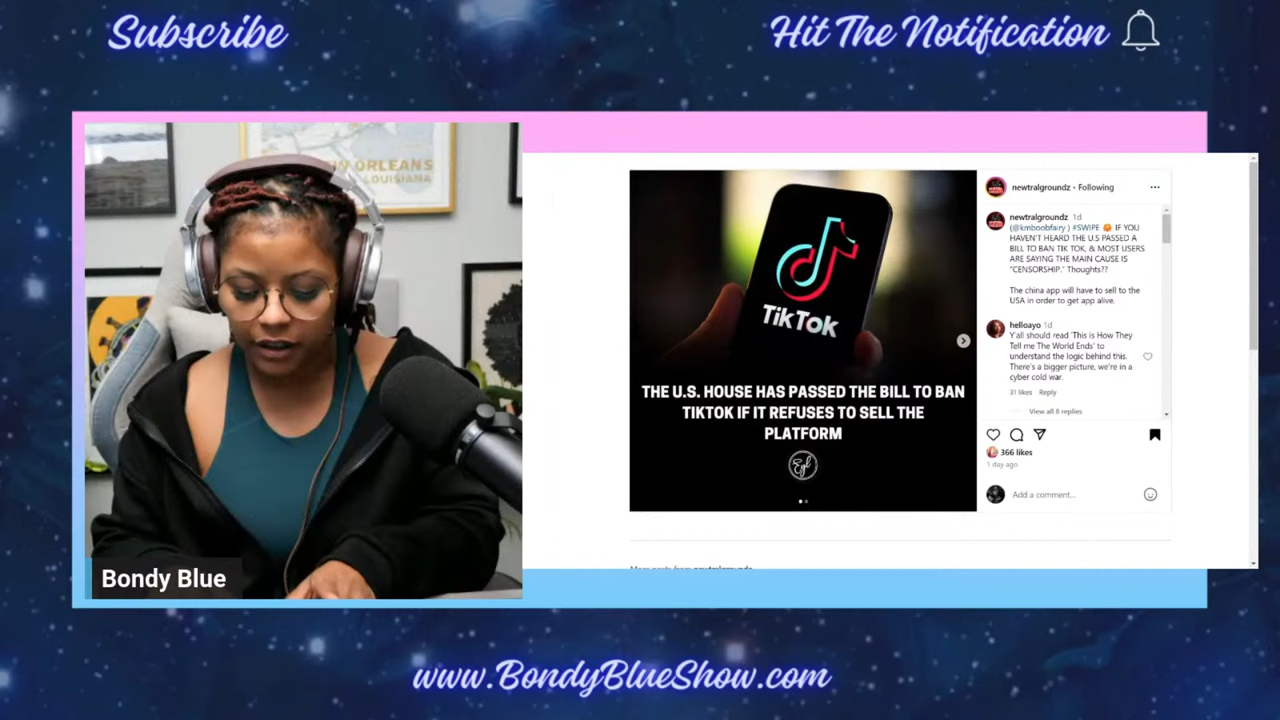 Subscribe
Hit The Notification
NEW ORLEANS
LOUISIANA
Bondy Blue
TikTok
THE U.S. HOUSE HAS PASSED THE BILL TO BAN
TIKTOK IF IT REFUSES TO SELL THE
PLATFORM
Egl
newtralgroundz • Following
newtralgroundz 1d
(@kmboobfairy ) #SWIPE IF YOU
HAVEN'T HEARD THE U.S PASSED A
BILL TO BAN TIK TOK, & MOST USERS
ARE SAYING THE MAIN CAUSE IS
"CENSORSHIP." Thoughts??
The china app will have to sell to the
USA in order to get app alive.
helloayo 1d
Y'all should read 'This is How They
Tell me The World Ends' to
understand the logic behind this.
There's a bigger picture, we're in a
cyber cold war.
31 likes Reply
View all 8 replies
366 likes
1 day ago
Add a comment...
More posts from newtralgroundz
www.BondyBlueShow.com